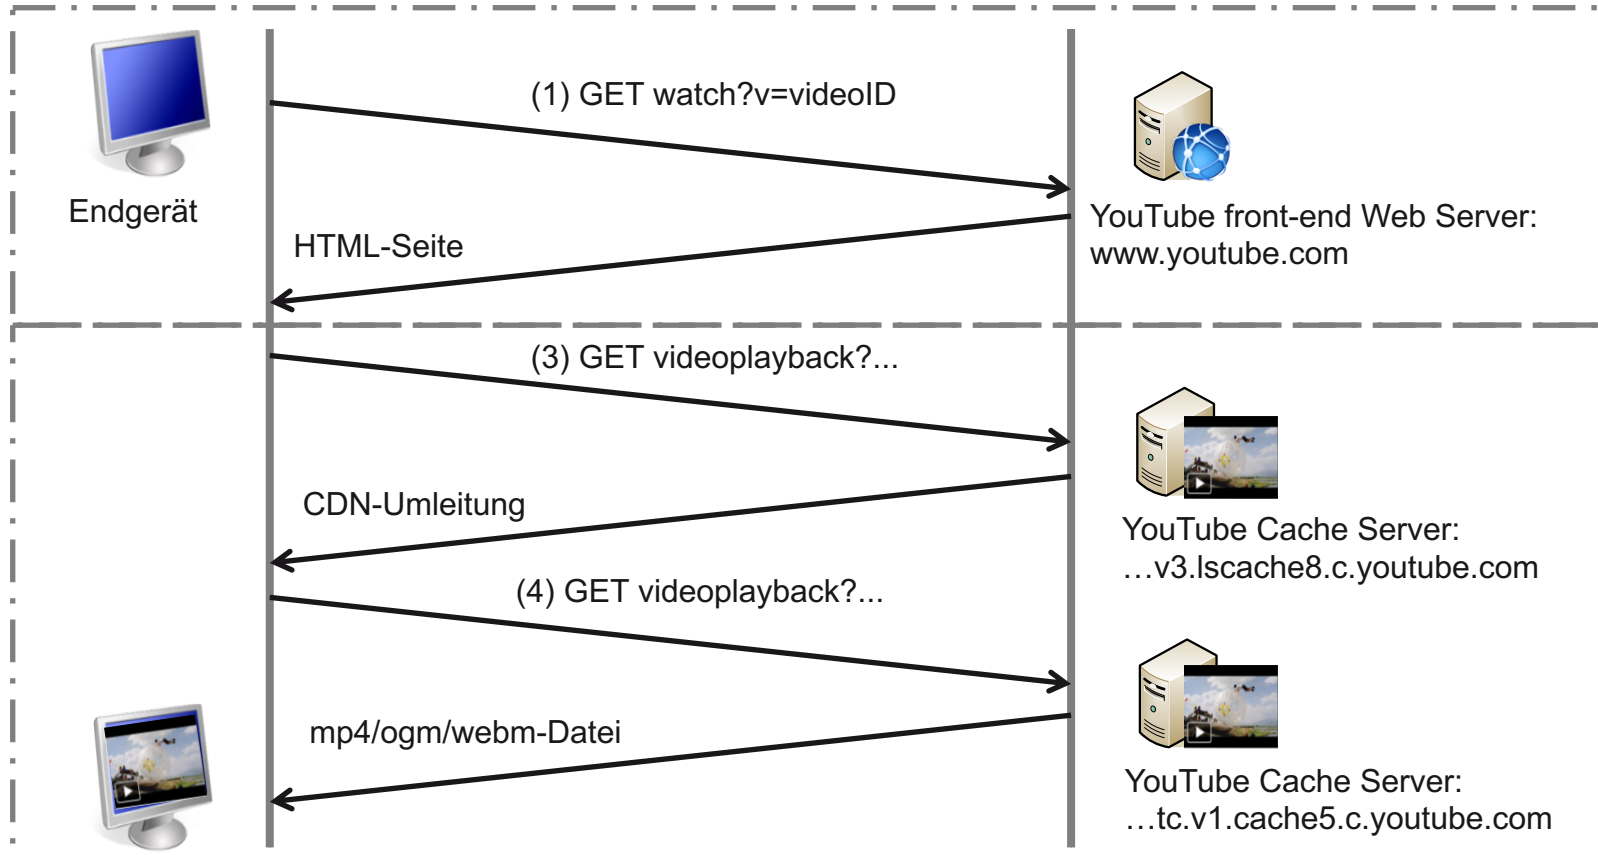 (1) GET watch?v=videoID
Endgerät
YouTube front-end Web Server:
www.youtube.com
HTML-Seite
(3) GET videoplayback?...
CDN-Umleitung
YouTube Cache Server:
…v3.lscache8.c.youtube.com
(4) GET videoplayback?...
mp4/ogm/webm-Datei
YouTube Cache Server:
…tc.v1.cache5.c.youtube.com